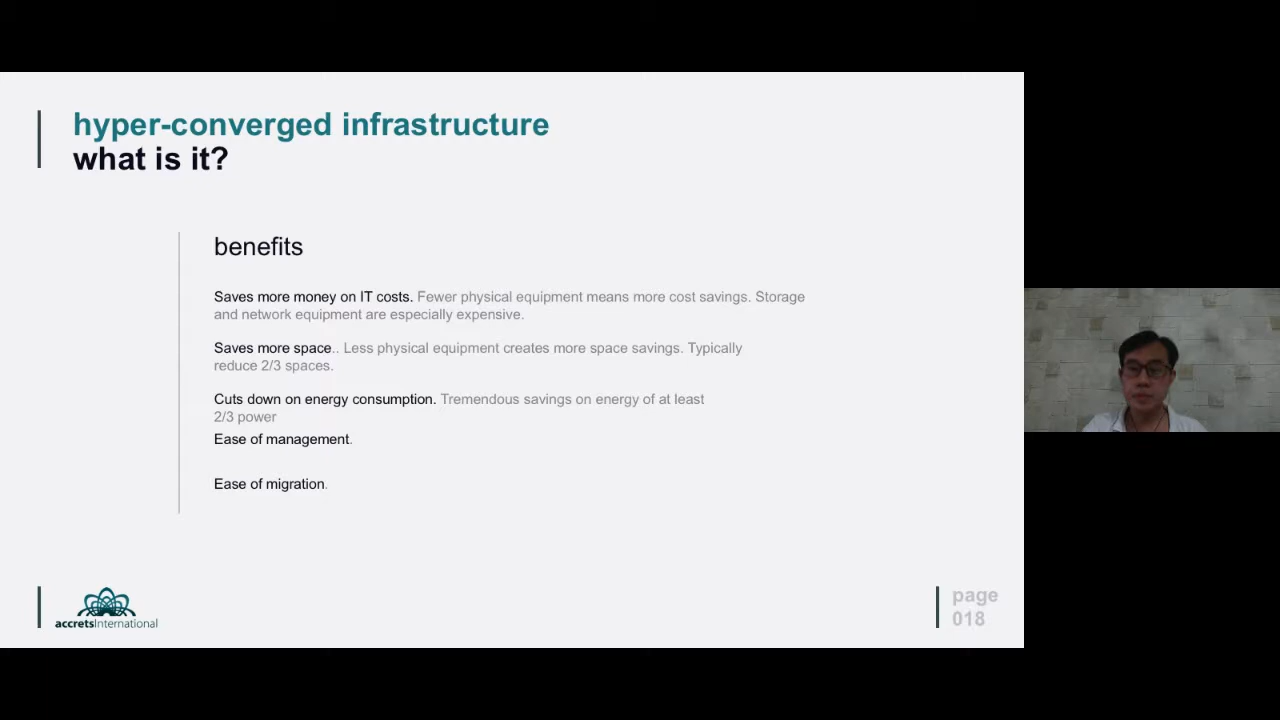 hyper-converged infrastructure
what is it?
benefits
Saves more money on IT costs. Fewer physical equipment means more cost savings. Storage
and network equipment are especially expensive.
Saves more space.. Less physical equipment creates more space savings. Typically
reduce 2/3 spaces.
Cuts down on energy consumption. Tremendous savings on energy of at least
2/3 power
Ease of management.
Ease of migration.
accretsInternational
page
018